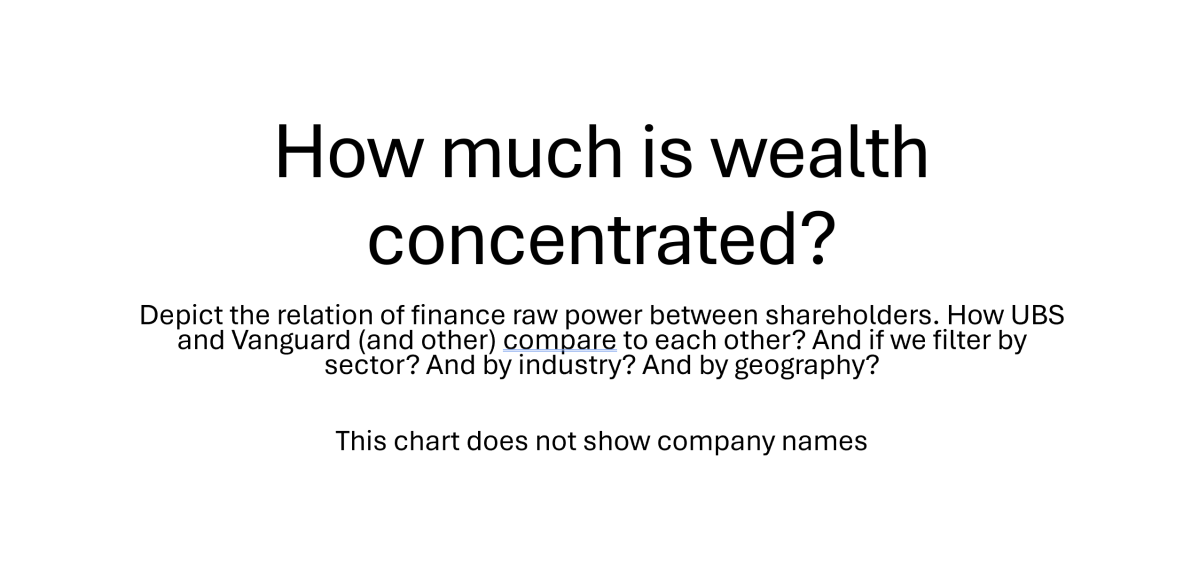 How much is wealth
concentrated?
Depict the relation of finance raw power between shareholders. How UBS
and Vanguard (and other) compare to each other? And if we filter by
sector? And by industry? And by geography?
This chart does not show company names